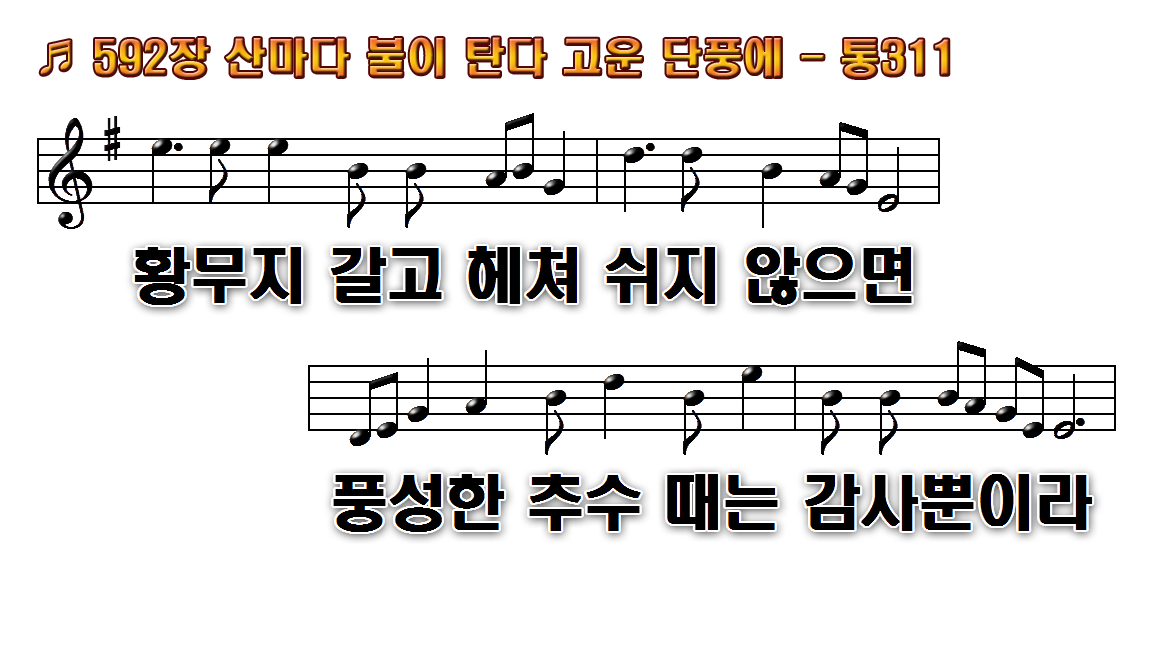 ♬ 592장 산마다 불이 탄다 고운 단풍에 - 통311
황무지 갈고 헤쳐 쉬지 않으면
풍성한 추수 때는 감사뿐이라